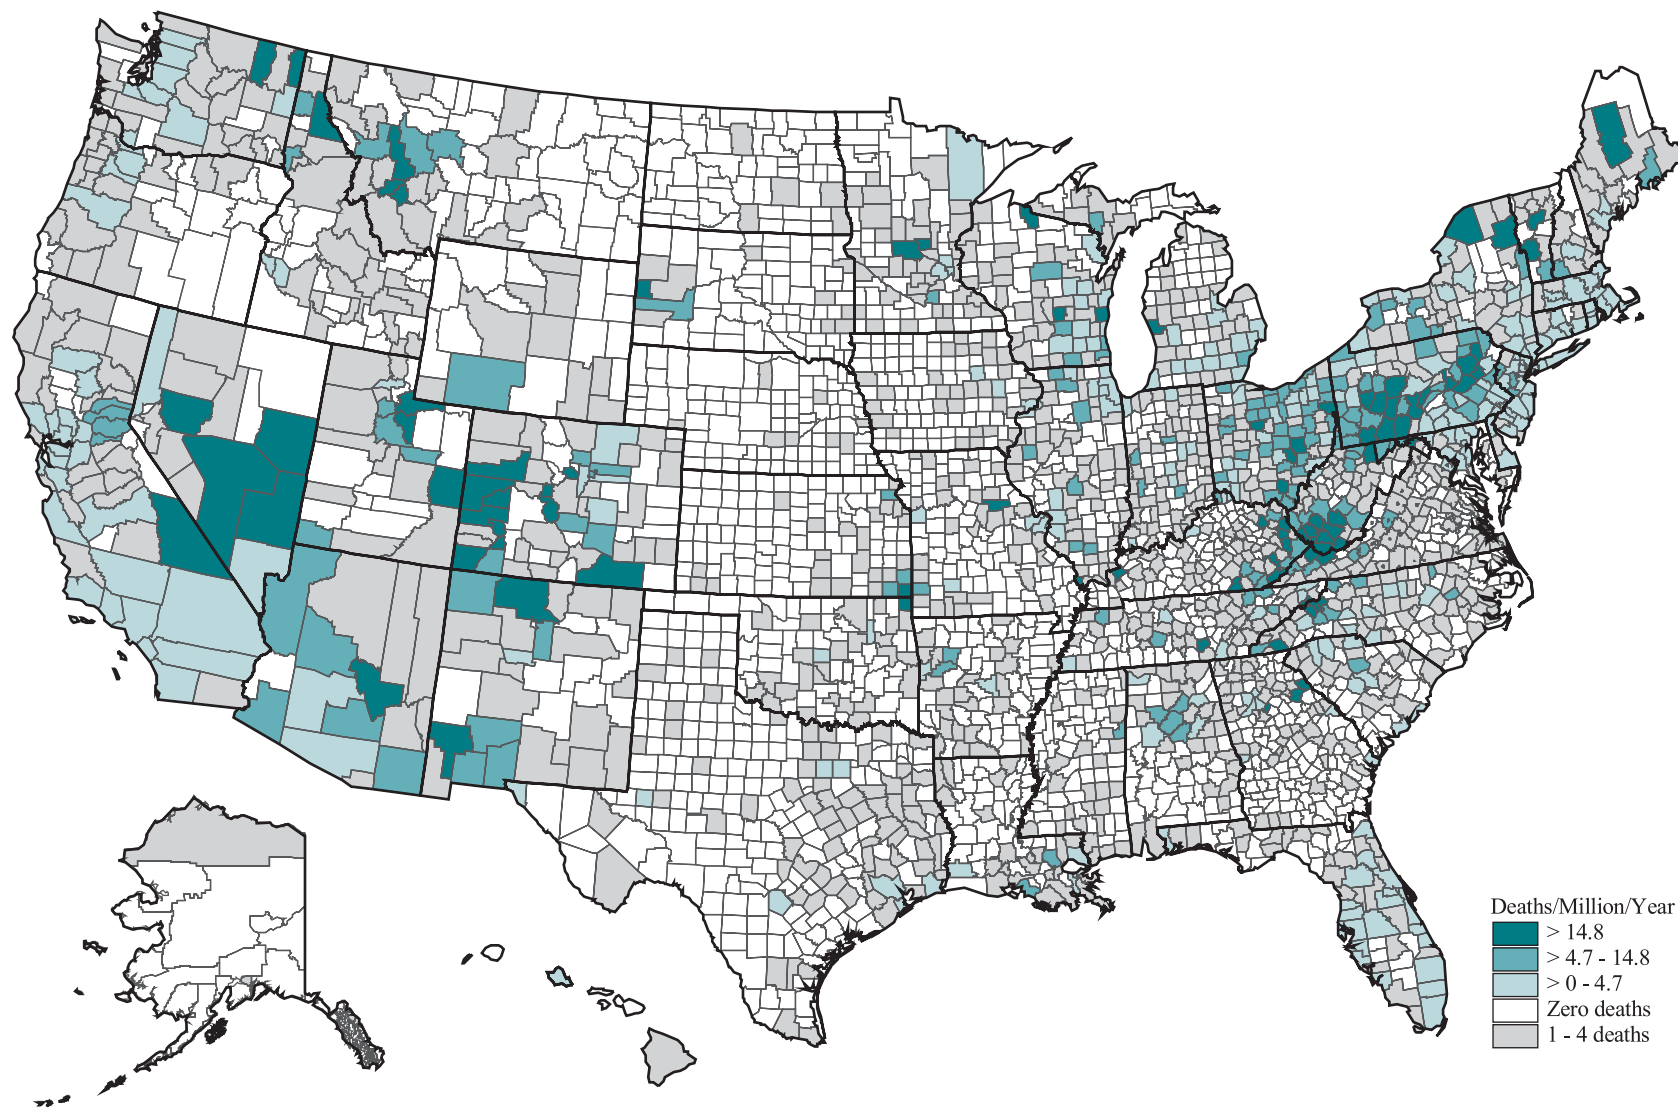 Deaths/Million/Year
> 14.8
> 4.7 - 14.8
> 0 - 4.7
Zero deaths
1 - 4 deaths